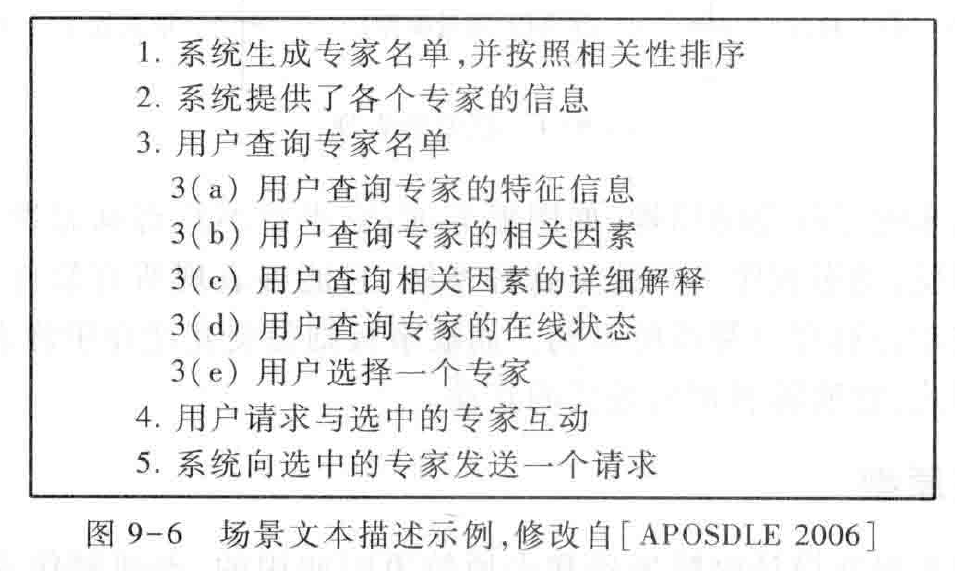 1. 系统生成专家名单,并按照相关性排序
2. 系统提供了各个专家的信息
3. 用户查询专家名单
3(a) 用户查询专家的特征信息
3(b) 用户查询专家的相关因素
3(c) 用户查询相关因素的详细解释
3(d) 用户查询专家的在线状态
3(e) 用户选择一个专家
4. 用户请求与选中的专家互动
5. 系统向选中的专家发送一个请求
图 9-6 场景文本描述示例,修改自[APOSDLE 2006]